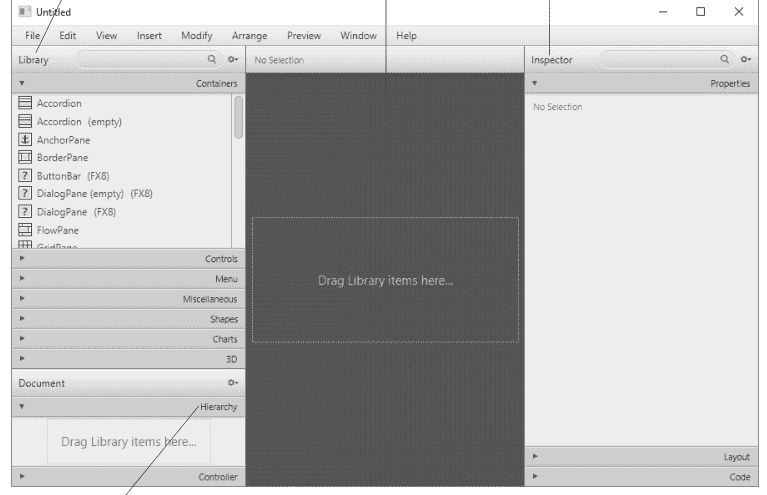 Untitled
File Edit View Insert Modify Arrange Preview Window Help
Library
No Selection
Inspector
Containers
Accordion
Accordion (empty)
AnchorPane
BorderPane
ButtonBar (FX8)
DialogPane (empty) (FX8)
DialogPane (FX8)
FlowPane
GridPane
Controls
Menu
Miscellaneous
Shapes
Charts
3D
Document
Hierarchy
Drag Library items here...
Controller
Drag Library items here...
Properties
No Selection
Layout
Code